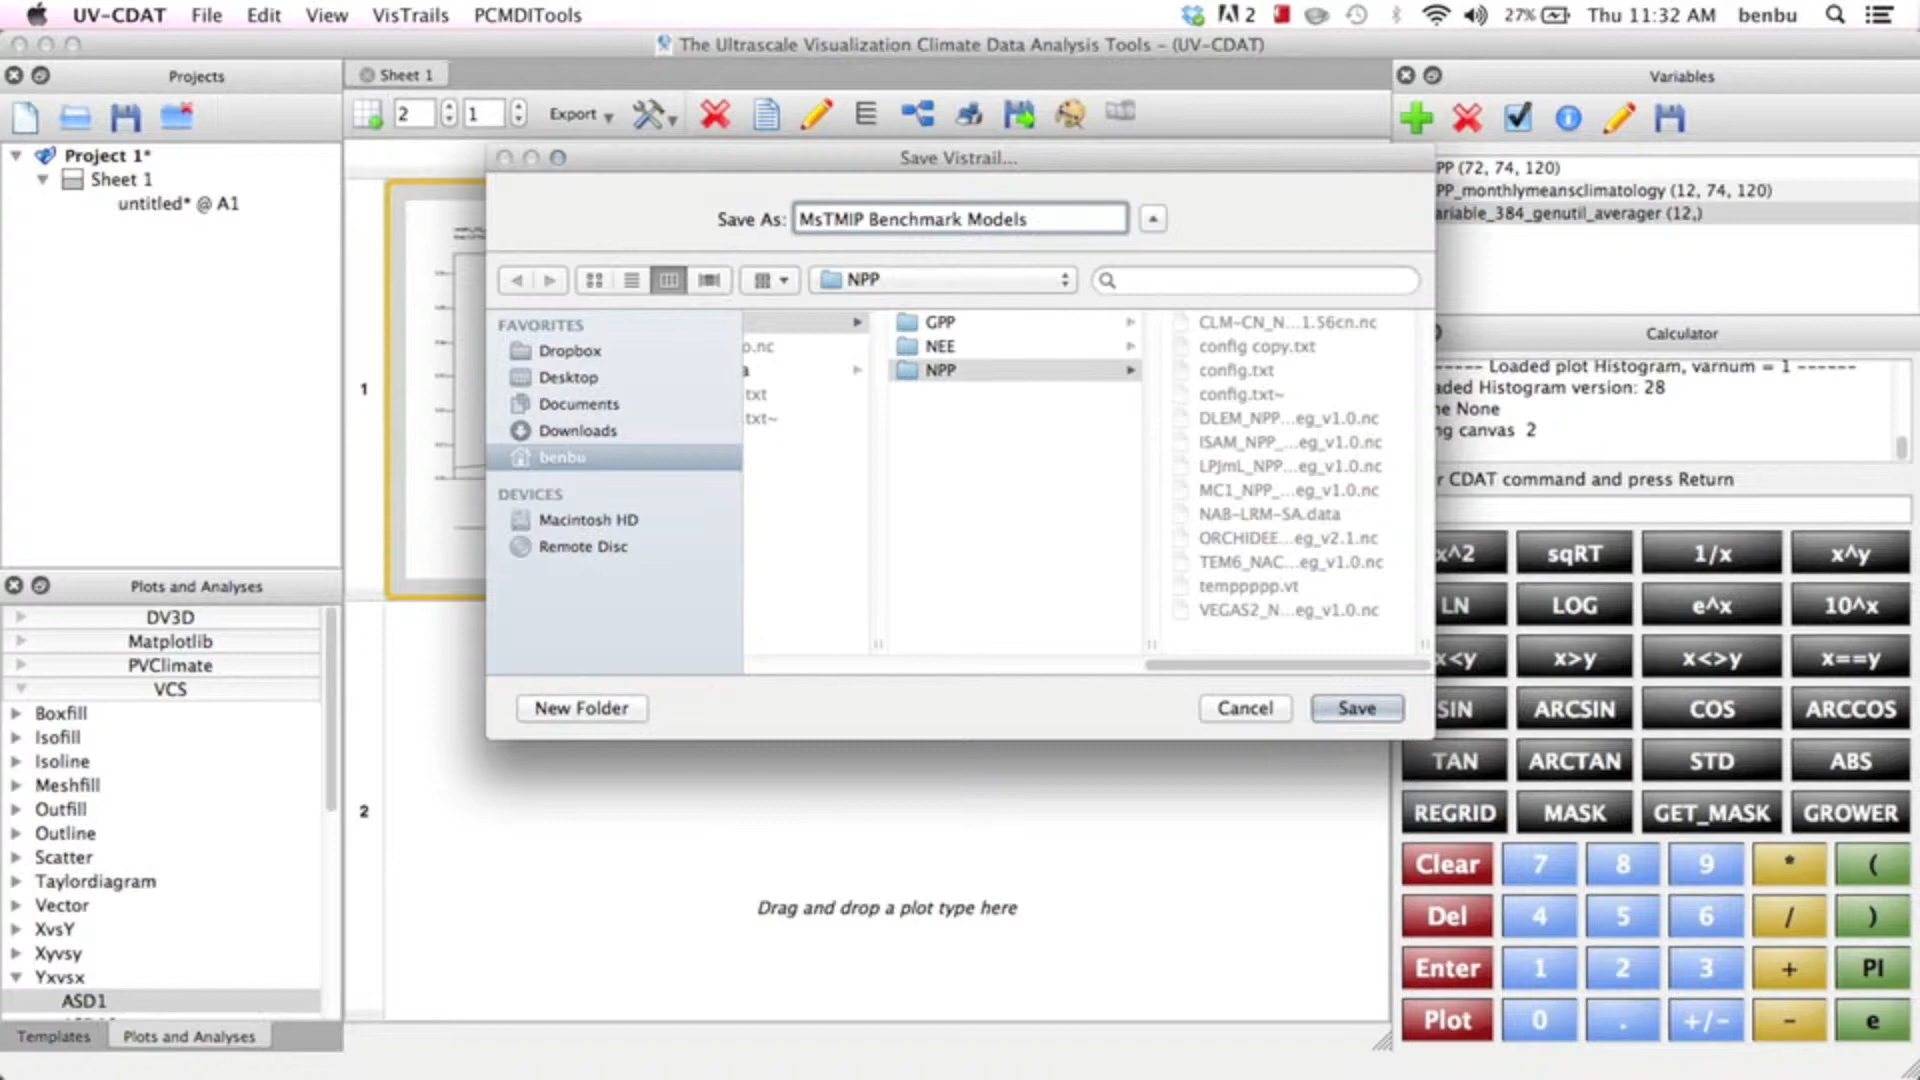 UV-CDAT File Edit View VisTrails PCMDITools 2 27% Thu 11:32 AM benbu
The Ultrascale Visualization Climate Data Analysis Tools - (UV-CDAT)
Projects
Project 1*
Sheet 1
untitled* @ A1
Plots and Analyses
DV3D
Matplotlib
PVClimate
VCS
Boxfill
Isofill
Isoline
Meshfill
Outfill
Outline
Scatter
Taylordiagram
Vector
XvsY
Xyvsy
Yxvsx
ASD1
Templates Plots and Analyses
Sheet 1
2 1 Export
1
2
Drag and drop a plot type here
Save Vistrail...
Save As: MsTMIP Benchmark Models
NPP
FAVORITES
Dropbox
Desktop
Documents
Downloads
benbu
DEVICES
Macintosh HD
Remote Disc
o.nc
a
txt
txt~
GPP
NEE
NPP
CLM-CN_N...1.56cn.nc
config copy.txt
config.txt
config.txt~
DLEM_NPP...eg_v1.0.nc
ISAM_NPP_...eg_v1.0.nc
LPJmL_NPP...eg_v1.0.nc
MC1_NPP_...eg_v1.0.nc
NAB-LRM-SA.data
ORCHIDEE...eg_v2.1.nc
TEM6_NAC...eg_v1.0.nc
temppppp.vt
VEGAS2_N...eg_v1.0.nc
New Folder Cancel Save
Variables
PP (72, 74, 120)
PP_monthlymeansclimatology (12, 74, 120)
ariable_384_genutil_averager (12,)
Calculator
----- Loaded plot Histogram, varnum = 1 ------
aded Histogram version: 28
ne None
ng canvas 2
r CDAT command and press Return
x^2 sqRT 1/x x^y
LN LOG e^x 10^x
x<y x>y x<>y x==y
SIN ARCSIN COS ARCCOS
TAN ARCTAN STD ABS
REGRID MASK GET_MASK GROWER
Clear 7 8 9 * (
Del 4 5 6 / )
Enter 1 2 3 + PI
Plot 0 . +/- - e